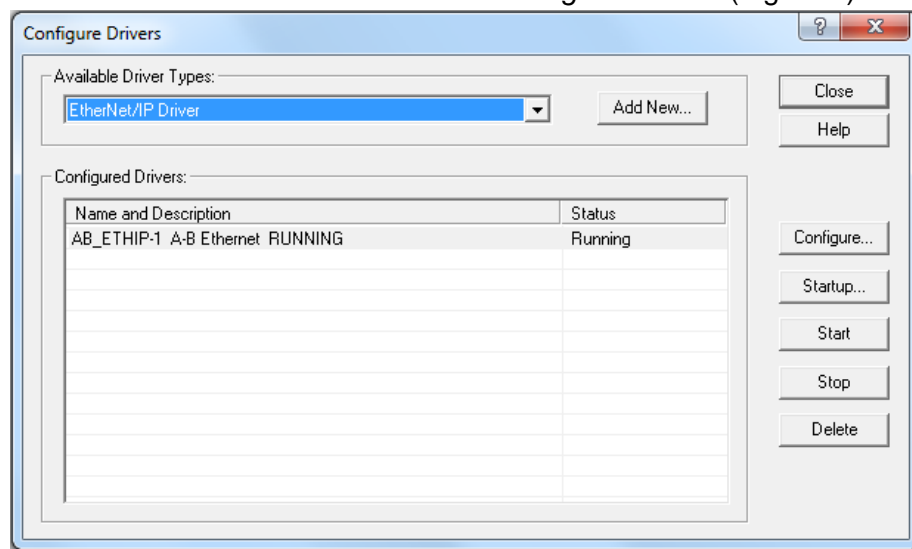 Configure Drivers
Available Driver Types:
EtherNet/IP Driver
Add New...
Close
Help
Configured Drivers:
Name and Description Status
AB_ETHIP-1 A-B Ethernet RUNNING Running
Configure...
Startup...
Start
Stop
Delete